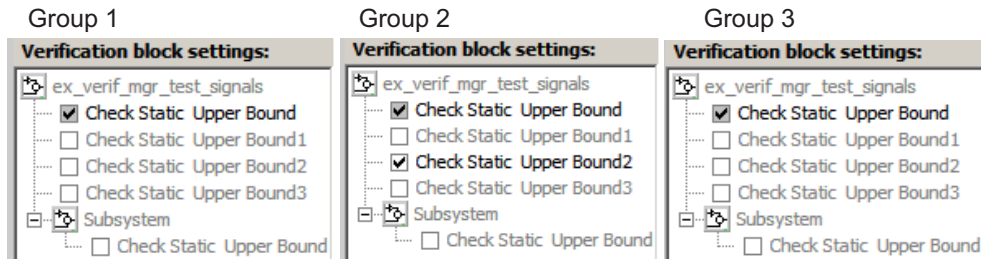 Group 1
Verification block settings:
ex_verif_mgr_test_signals
Check Static Upper Bound
Check Static Upper Bound1
Check Static Upper Bound2
Check Static Upper Bound3
Subsystem
Check Static Upper Bound
Group 2
Verification block settings:
ex_verif_mgr_test_signals
Check Static Upper Bound
Check Static Upper Bound1
Check Static Upper Bound2
Check Static Upper Bound3
Subsystem
Check Static Upper Bound
Group 3
Verification block settings:
ex_verif_mgr_test_signals
Check Static Upper Bound
Check Static Upper Bound1
Check Static Upper Bound2
Check Static Upper Bound3
Subsystem
Check Static Upper Bound